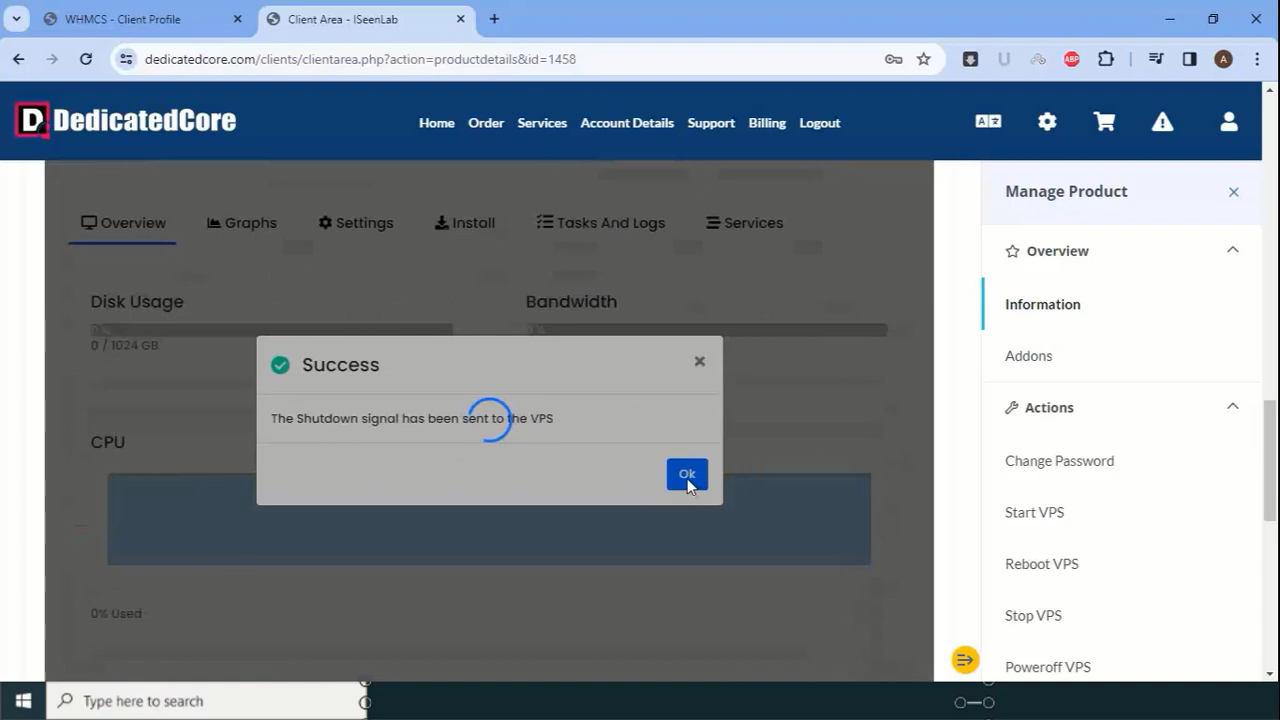 WHMCS - Client Profile
Client Area - ISeenLab
dedicatedcore.com/clients/clientarea.php?action=productdetails&id=1458
ABP
A
D DedicatedCore
Home Order Services Account Details Support Billing Logout
Overview Graphs Settings Install Tasks And Logs Services
Disk Usage
0 / 1024 GB
Bandwidth
Success
The Shutdown signal has been sent to the VPS
Ok
CPU
0% Used
Manage Product
Overview
Information
Addons
Actions
Change Password
Start VPS
Reboot VPS
Stop VPS
Poweroff VPS
Type here to search